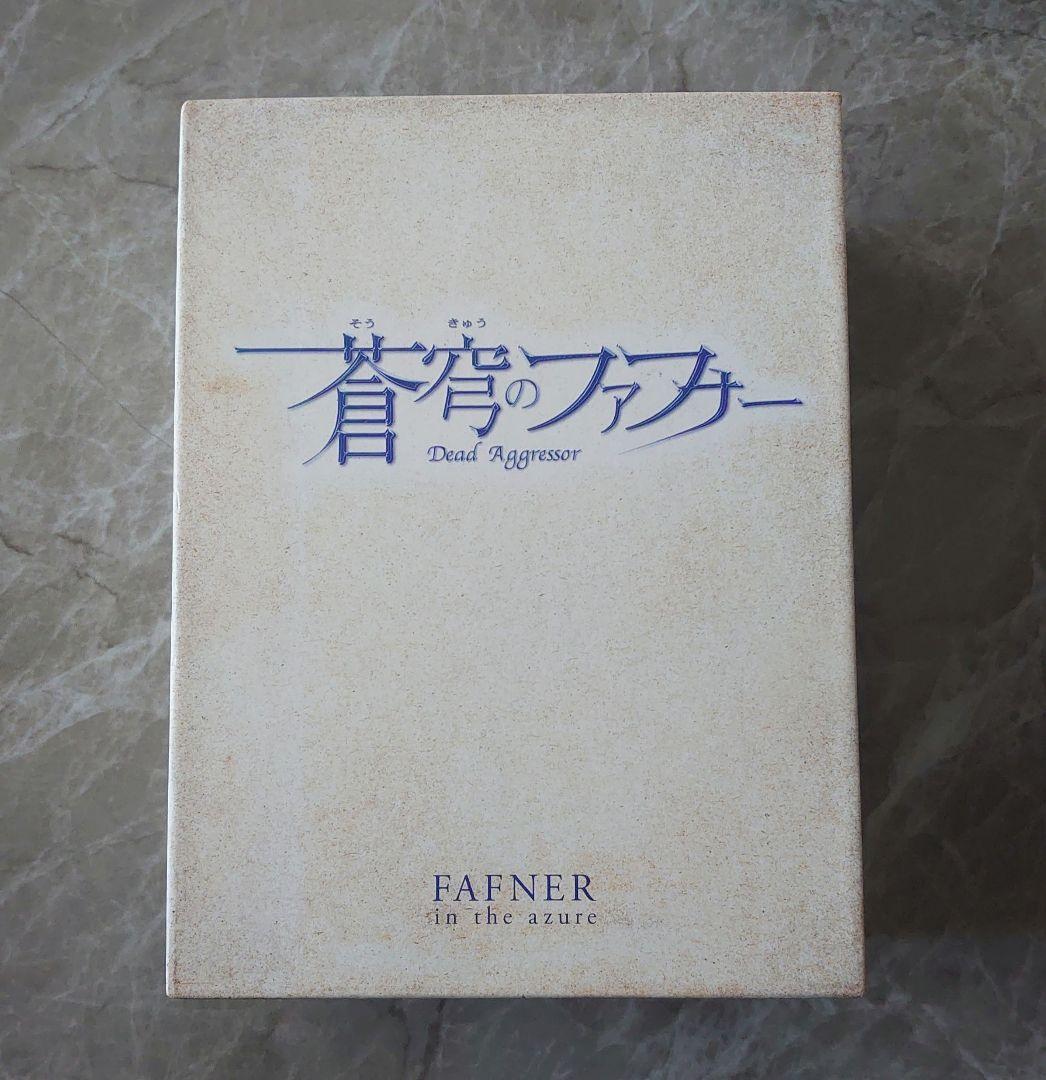 そう きゅう
蒼穹のファフナー
Dead Aggressor
FAFNER
in the azure